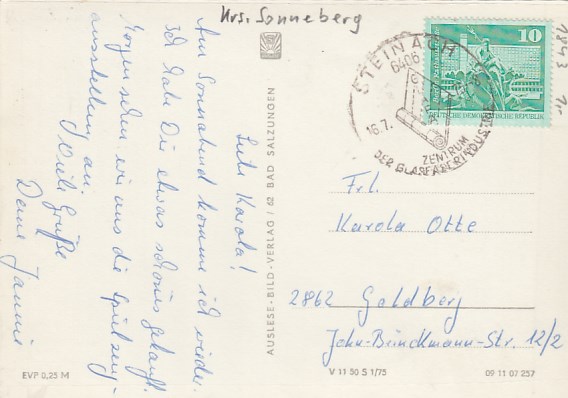 Krs. Sonneberg
1843
1,-
Liebe Karola!
Am Sonnabend komme ich wieder.
Ich habe Dir etwas schönes gekauft.
Morgen sehen wir uns die Spielzeug-
ausstellung an.
Viele Grüße
Deine
AUSLESE-BILD-VERLAG / 62 BAD SALZUNGEN
STEINACH
6406
16.7.
ZENTRUM
DER GLASFASERINDUSTRIE
10
DEUTSCHE DEMOKRATISCHE REPUBLIK
Frl.
Karola Otte
2862 Goldberg
John-Brinckmann-Str. 12/2
EVP 0,25 M
V 11 50 S 1/75
09 11 07 257